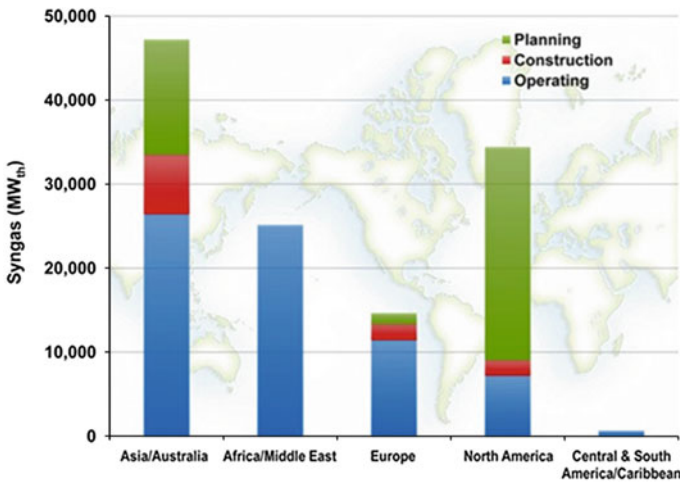 50,000
40,000
30,000
20,000
10,000
0
Syngas (MWth)
Planning
Construction
Operating
Asia/Australia
Africa/Middle East
Europe
North America
Central & South
America/Caribbean